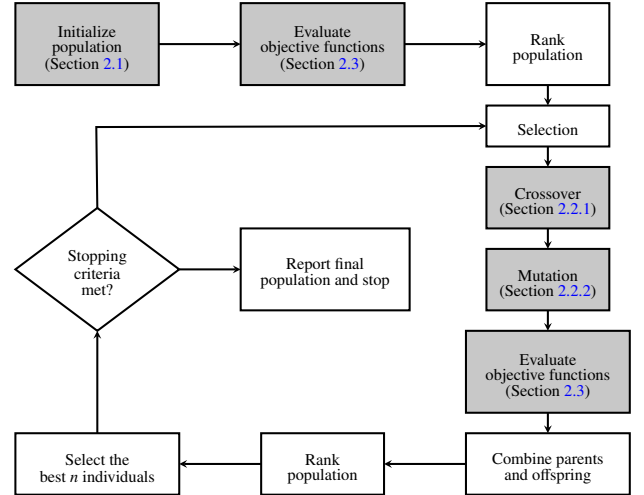 Initialize
population
(Section 2.1)
Evaluate
objective functions
(Section 2.3)
Rank
population
Selection
Crossover
(Section 2.2.1)
Mutation
(Section 2.2.2)
Evaluate
objective functions
(Section 2.3)
Combine parents
and offspring
Rank
population
Select the
best n individuals
Stopping
criteria
met?
Report final
population and stop